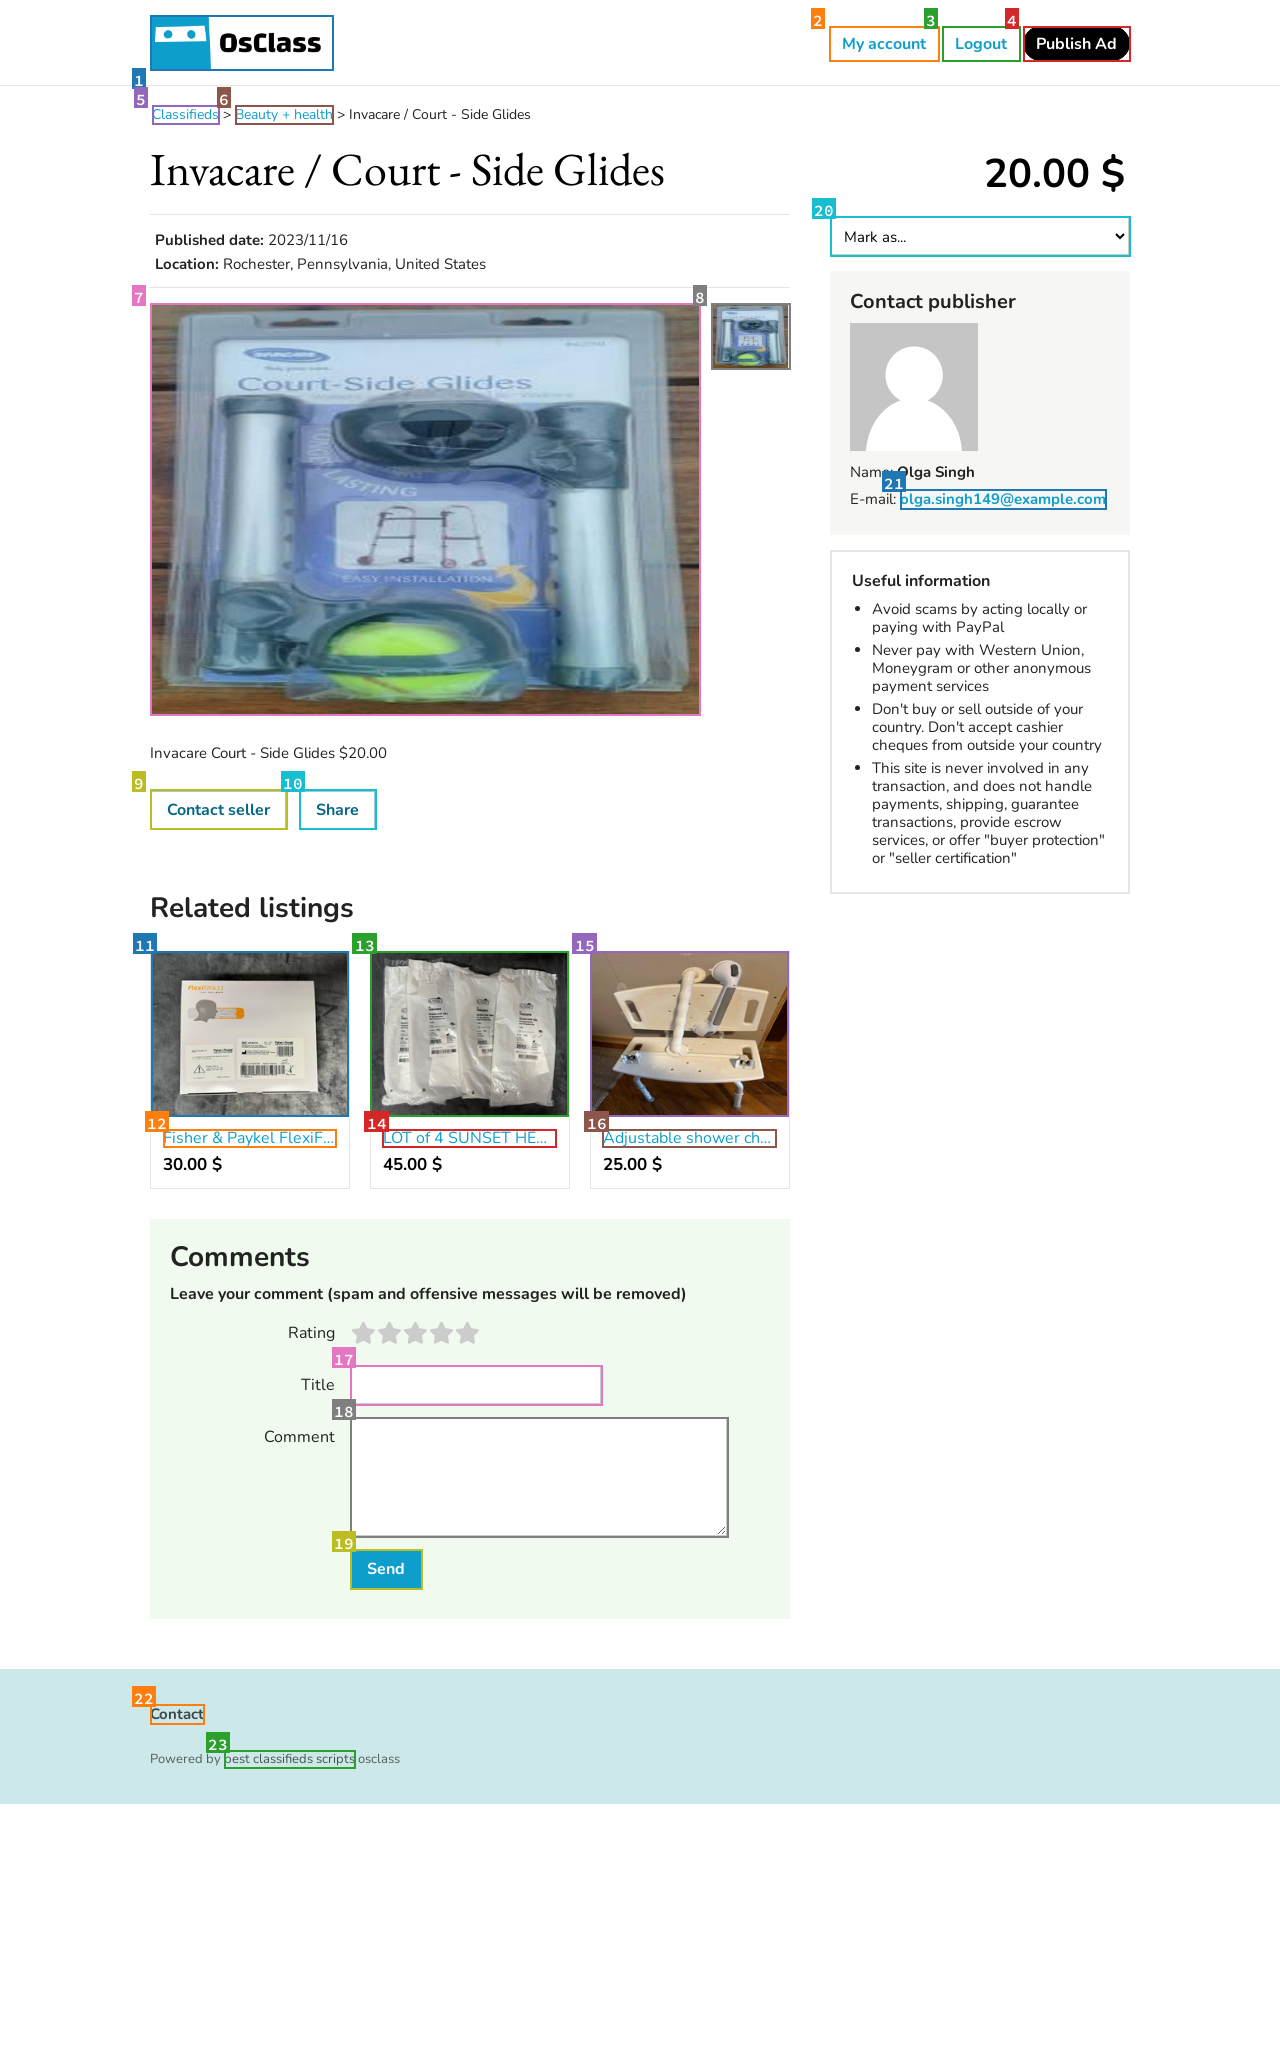 OsClass
2
3
4
My account
Logout
Publish Ad
1
5
6
Classifieds > Beauty + health > Invacare / Court - Side Glides
Invacare / Court - Side Glides
20.00 $
20
Mark as...
Published date: 2023/11/16
Location: Rochester, Pennsylvania, United States
7
8
INVACARE
Court-Side Glides
LASTING
EASY INSTALLATION
Contact publisher
Name: Olga Singh
21
E-mail: olga.singh149@example.com
Useful information
Avoid scams by acting locally or
paying with PayPal
Never pay with Western Union,
Moneygram or other anonymous
payment services
Don't buy or sell outside of your
country. Don't accept cashier
cheques from outside your country
This site is never involved in any
transaction, and does not handle
payments, shipping, guarantee
transactions, provide escrow
services, or offer "buyer protection"
or "seller certification"
Invacare Court - Side Glides $20.00
9
10
Contact seller
Share
Related listings
11
13
15
12
14
16
Fisher & Paykel FlexiF...
30.00 $
LOT of 4 SUNSET HE...
45.00 $
Adjustable shower ch...
25.00 $
Comments
Leave your comment (spam and offensive messages will be removed)
Rating
17
Title
18
Comment
19
Send
22
Contact
23
Powered by best classifieds scripts osclass